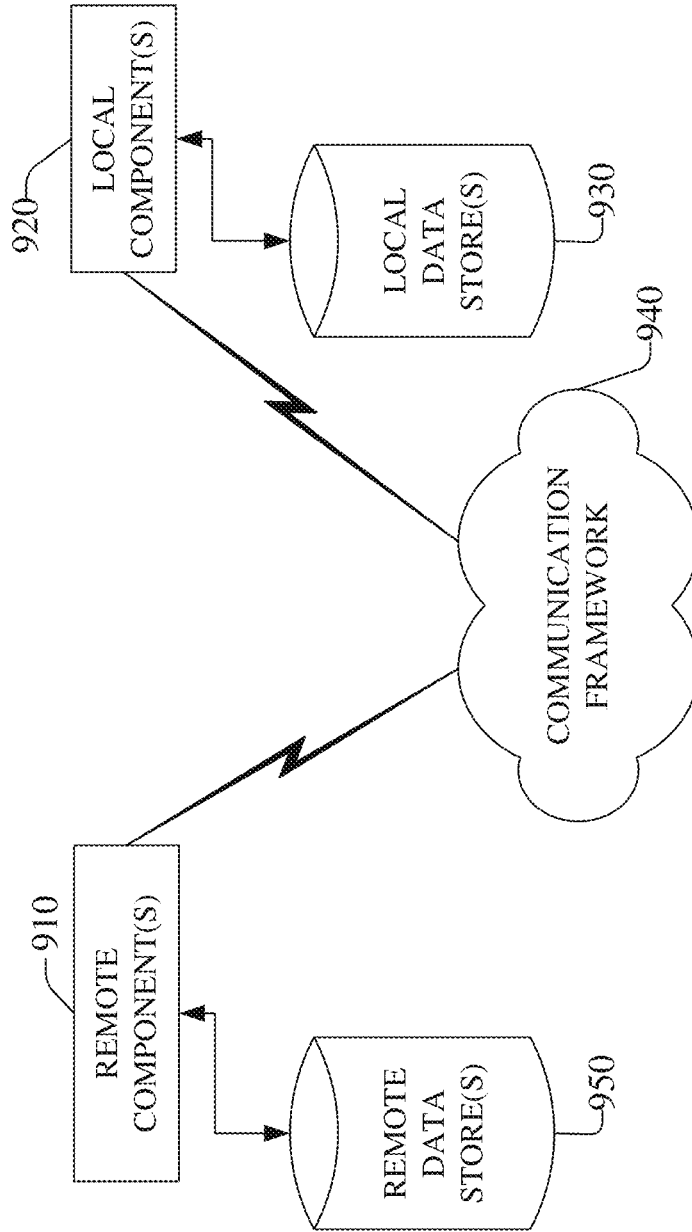 910
REMOTE
COMPONENT(S)
920
LOCAL
COMPONENT(S)
REMOTE
DATA
STORE(S)
950
LOCAL
DATA
STORE(S)
930
COMMUNICATION
FRAMEWORK
940